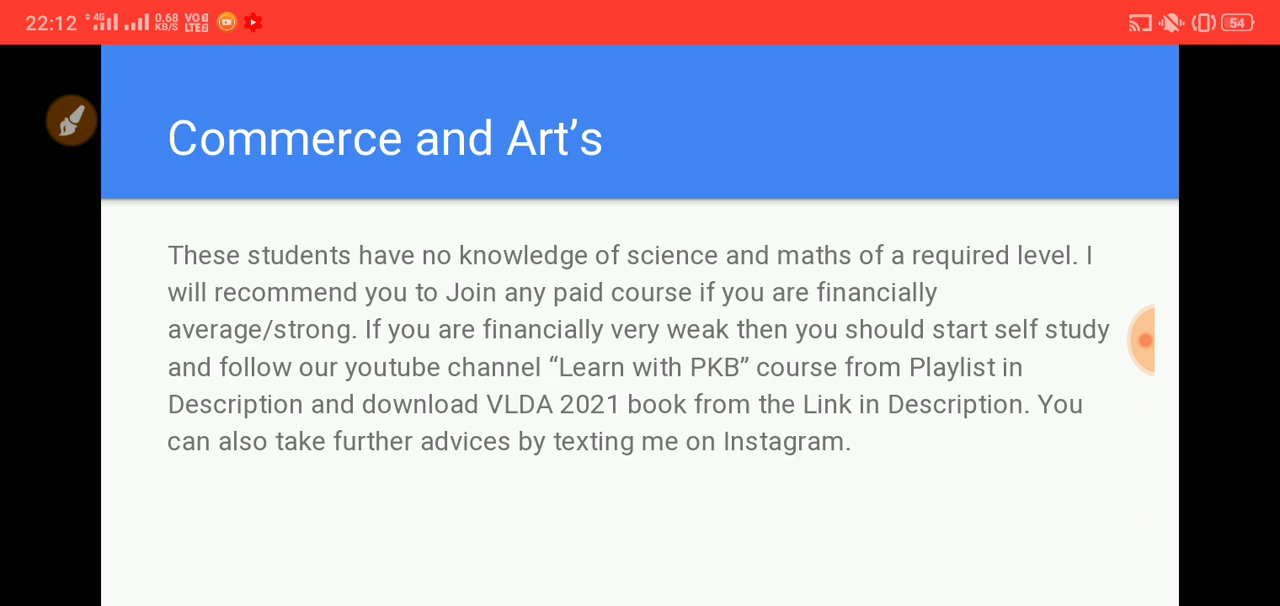 22:12 4G 0.68 KB/S VO LTE 54
Commerce and Art’s
These students have no knowledge of science and maths of a required level. I
will recommend you to Join any paid course if you are financially
average/strong. If you are financially very weak then you should start self study
and follow our youtube channel “Learn with PKB” course from Playlist in
Description and download VLDA 2021 book from the Link in Description. You
can also take further advices by texting me on Instagram.